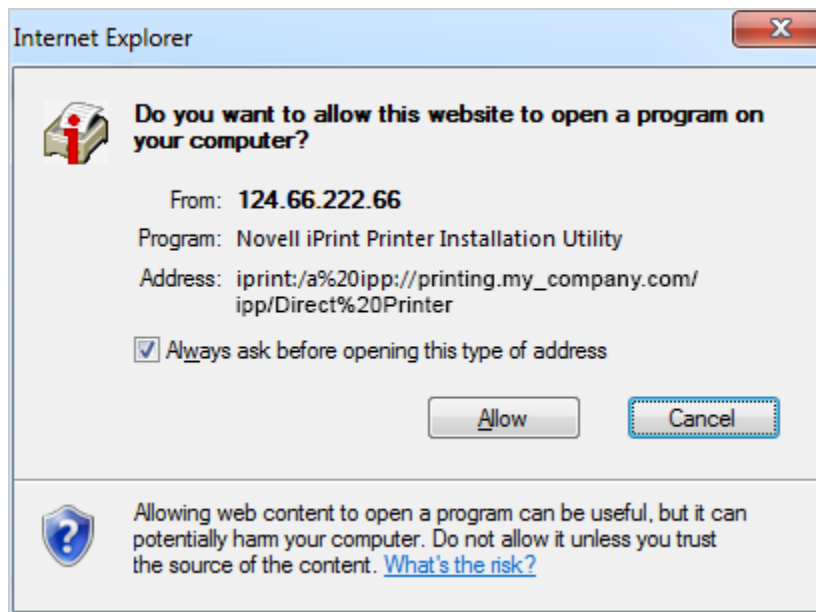 Internet Explorer
Do you want to allow this website to open a program on
your computer?
From: 124.66.222.66
Program: Novell iPrint Printer Installation Utility
Address: iprint:/a%20ipp://printing.my_company.com/
ipp/Direct%20Printer
Always ask before opening this type of address
Allow Cancel
Allowing web content to open a program can be useful, but it can
potentially harm your computer. Do not allow it unless you trust
the source of the content. What's the risk?